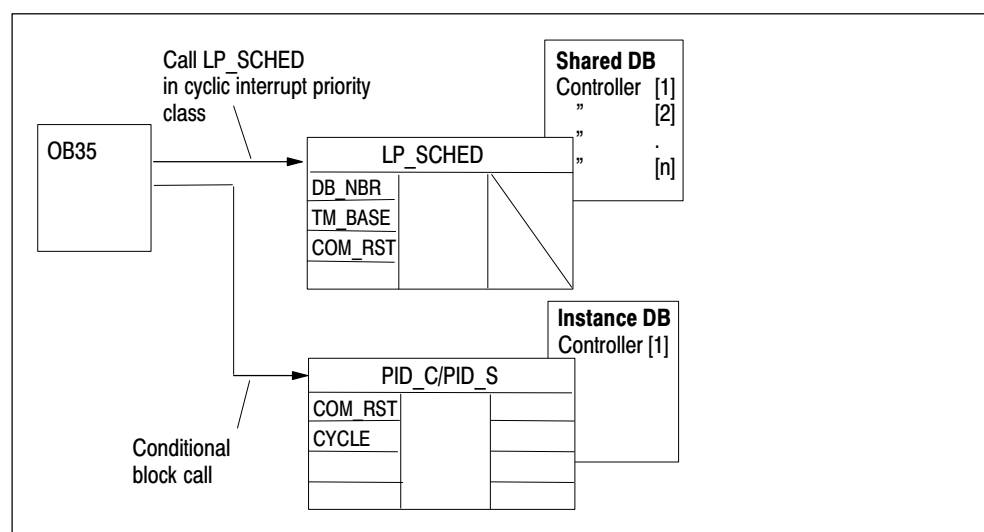 Call LP_SCHED
in cyclic interrupt priority
class
Shared DB
Controller [1]
” [2]
” .
” [n]
OB35
LP_SCHED
DB_NBR
TM_BASE
COM_RST
Instance DB
Controller [1]
PID_C/PID_S
COM_RST
CYCLE
Conditional
block call